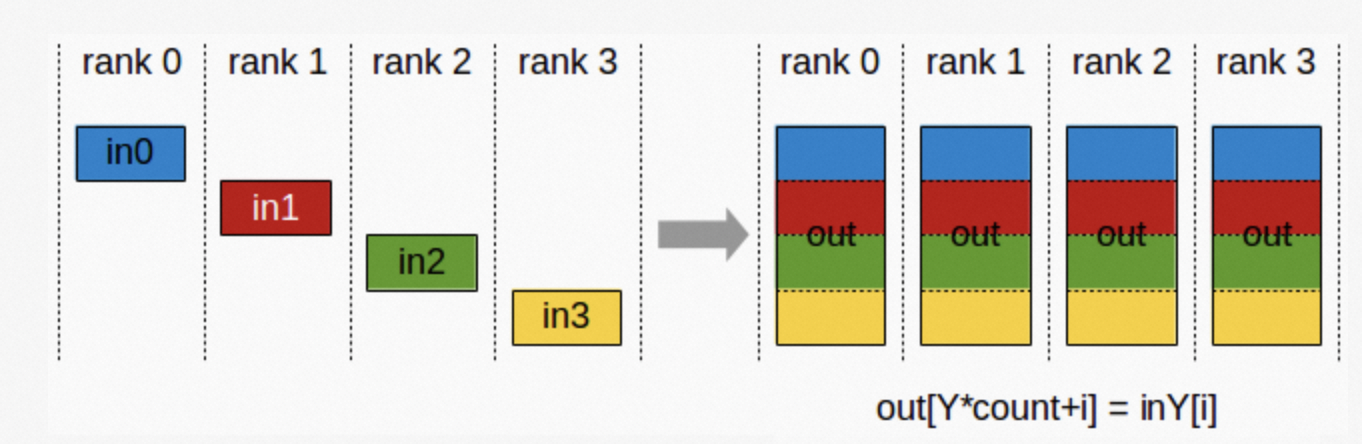 rank 0 rank 1 rank 2 rank 3 rank 0 rank 1 rank 2 rank 3
in0
in1
in2
in3
out out out out
out[Y*count+i] = inY[i]